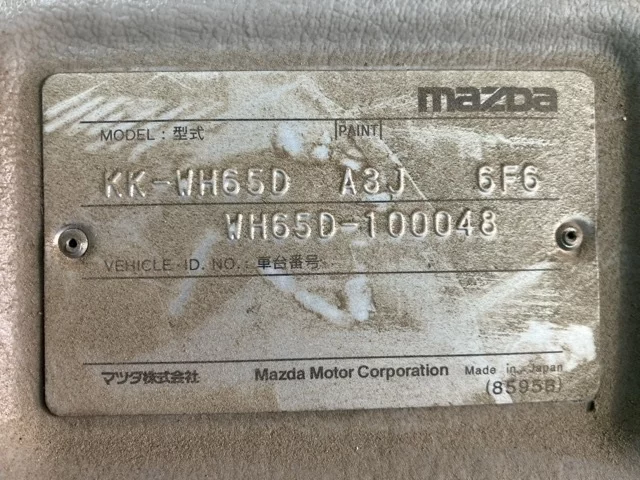 mazDa
MODEL : 型式 PAINT
KK-WH65D A3J 6F6
WH65D-100048
VEHICLE . ID. NO. : 車台番号
マツダ株式会社 Mazda Motor Corporation Made in Japan
(8595B)